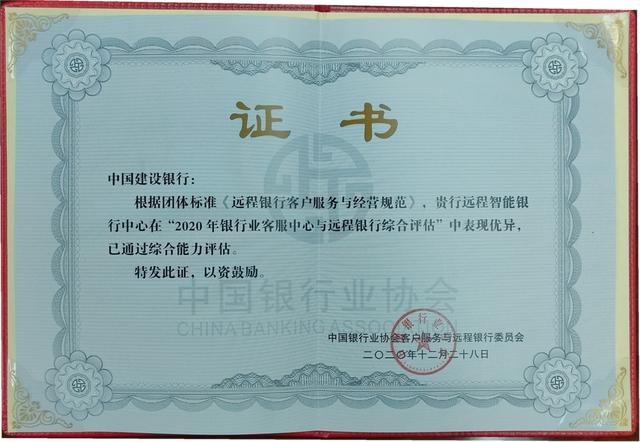 证书
中国建设银行：
根据团体标准《远程银行客户服务与经营规范》，贵行远程智能银
行中心在“2020年银行业客服中心与远程银行综合评估”中表现优异，
已通过综合能力评估。
特发此证，以资鼓励。
中国银行业协会
CHINA BANKING ASSOC
中国银行业协会客户服务与远程银行委员会
二〇二〇年十二月二十八日